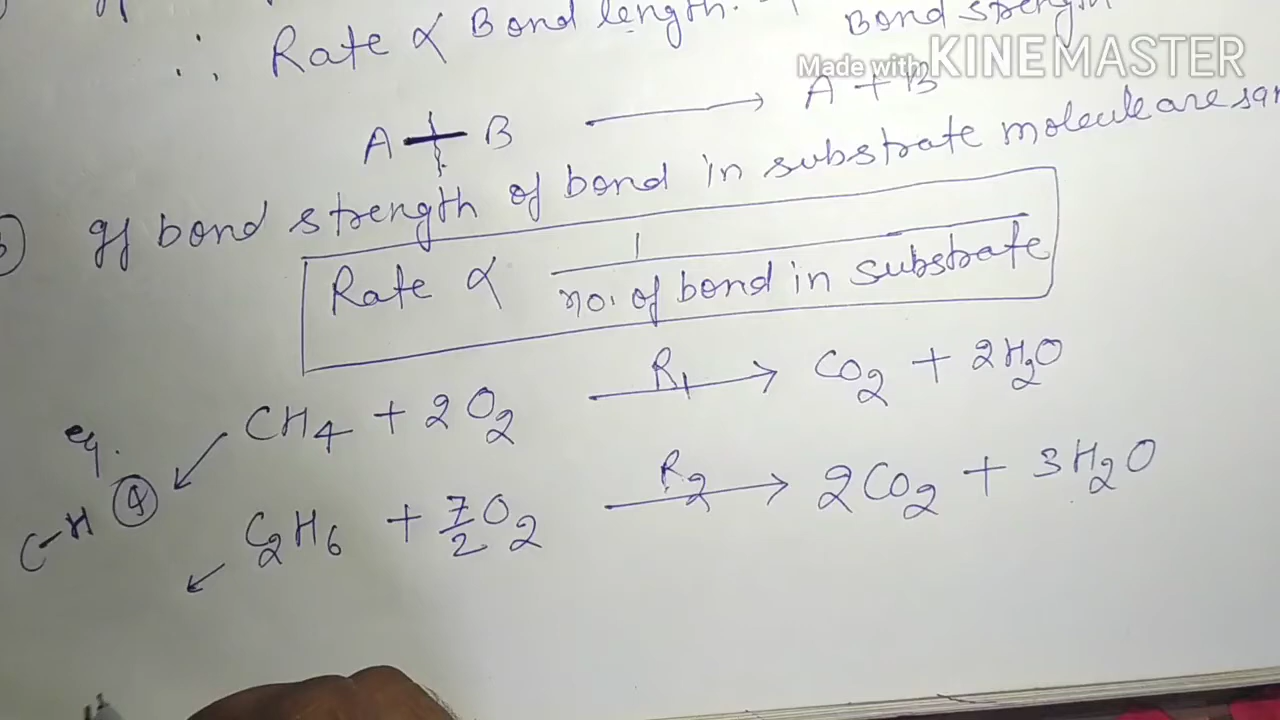 ∴ Rate ∝ Bond length.
Bond strength
Made with KINEMASTER
A B → A + B
If bond strength of bond in substrate molecule are
Rate ∝ 1
no. of bond in substrate
eg. CH4 + 2O2 R1 → CO2 + 2H2O
C-H 4
C2H6 + 7/2 O2 R2 → 2CO2 + 3H2O